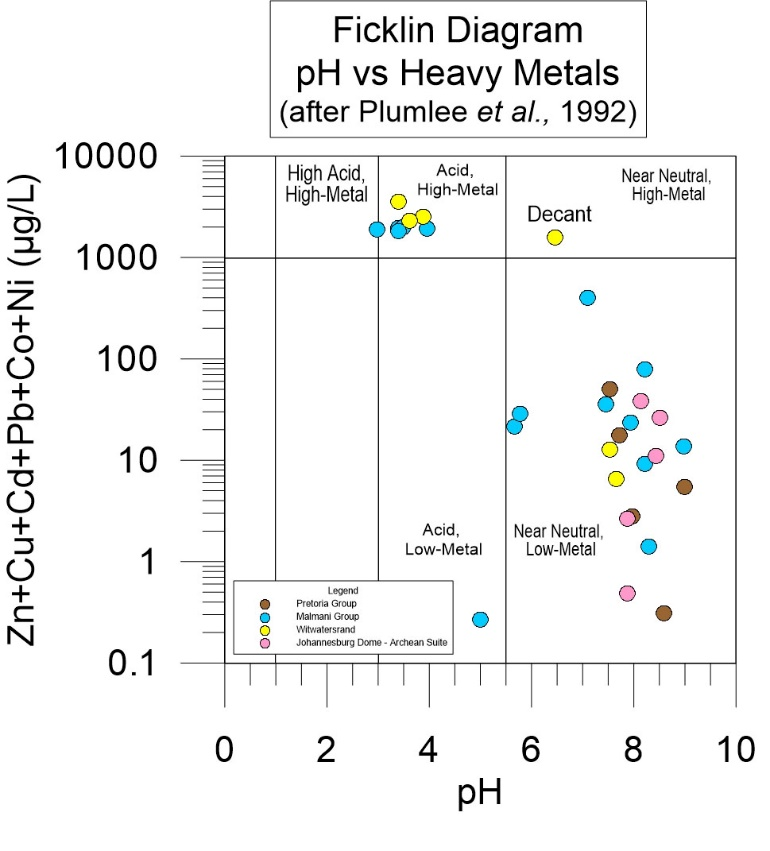 Ficklin Diagram
pH vs Heavy Metals
(after Plumlee et al., 1992)
Zn+Cu+Cd+Pb+Co+Ni (µg/L)
10000
1000
100
10
1
0.1
High Acid,
High-Metal
Acid,
High-Metal
Near Neutral,
High-Metal
Decant
Acid,
Low-Metal
Near Neutral,
Low-Metal
Legend
Pretoria Group
Malmani Group
Witwatersrand
Johannesburg Dome - Archean Suite
0 2 4 6 8 10
pH